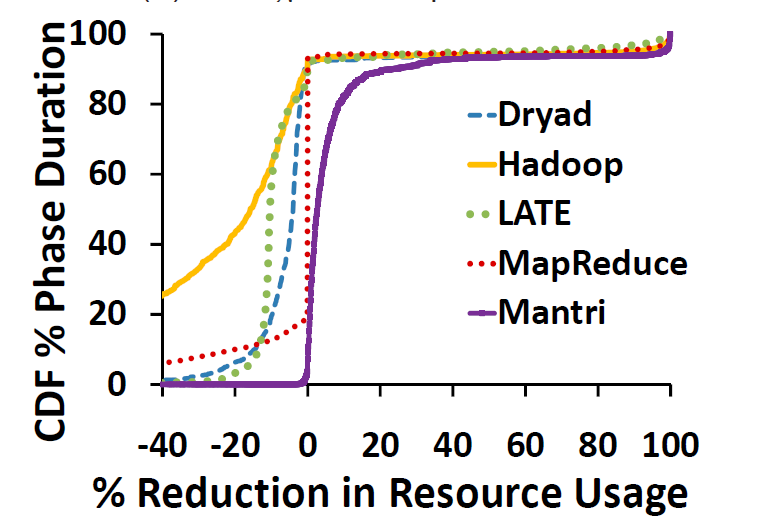 100
80
60
40
20
0
CDF % Phase Duration
Dryad
Hadoop
LATE
MapReduce
Mantri
-40 -20 0 20 40 60 80 100
% Reduction in Resource Usage